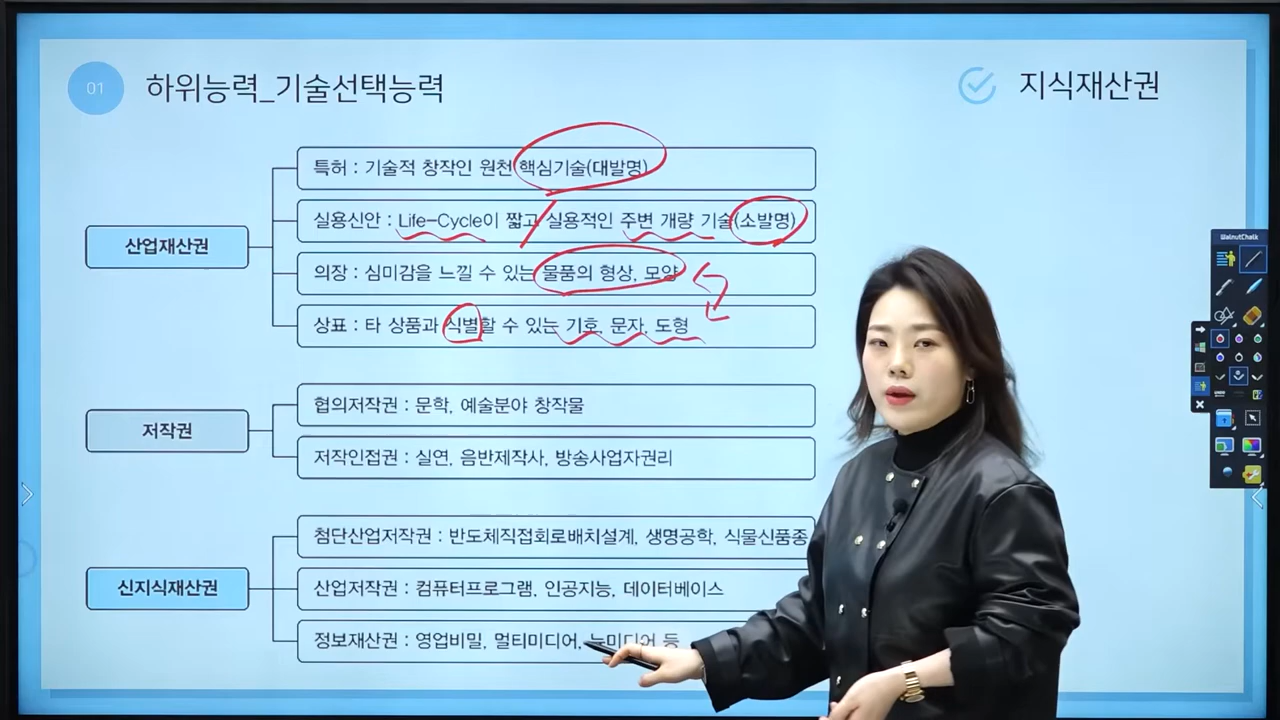 01
하위능력_기술선택능력
지식재산권
산업재산권
특허 : 기술적 창작인 원천 핵심기술(대발명)
실용신안 : Life-Cycle이 짧고 실용적인 주변 개량 기술(소발명)
의장 : 심미감을 느낄 수 있는 물품의 형상, 모양
상표 : 타 상품과 식별할 수 있는 기호, 문자, 도형
저작권
협의저작권 : 문학, 예술분야 창작물
저작인접권 : 실연, 음반제작사, 방송사업자권리
신지식재산권
첨단산업저작권 : 반도체직접회로배치설계, 생명공학, 식물신품종
산업저작권 : 컴퓨터프로그램, 인공지능, 데이터베이스
정보재산권 : 영업비밀, 멀티미디어, 뉴미디어 등
WalnutChalk